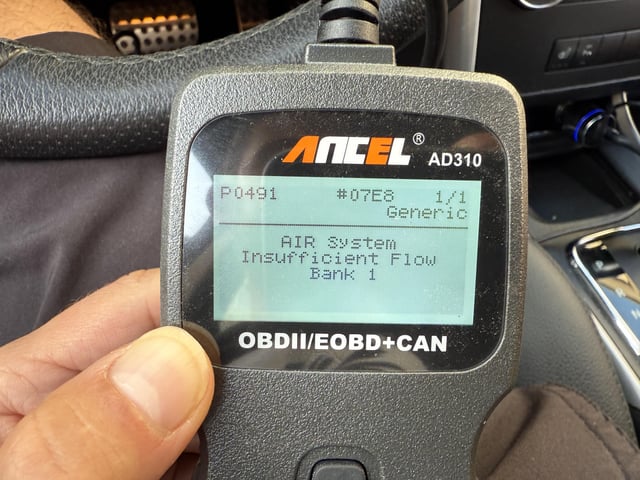 ANCEL® AD310
P0491 #07E8 1/1
Generic
AIR System
Insufficient Flow
Bank 1
OBDII/EOBD+CAN